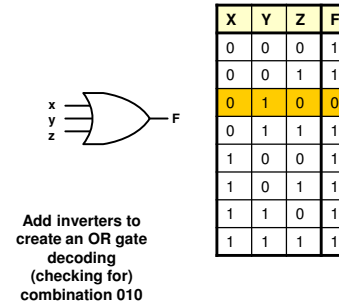 x
y
z
F
Add inverters to
create an OR gate
decoding
(checking for)
combination 010
X Y Z F
0 0 0 1
0 0 1 1
0 1 0 0
0 1 1 1
1 0 0 1
1 0 1 1
1 1 0 1
1 1 1 1